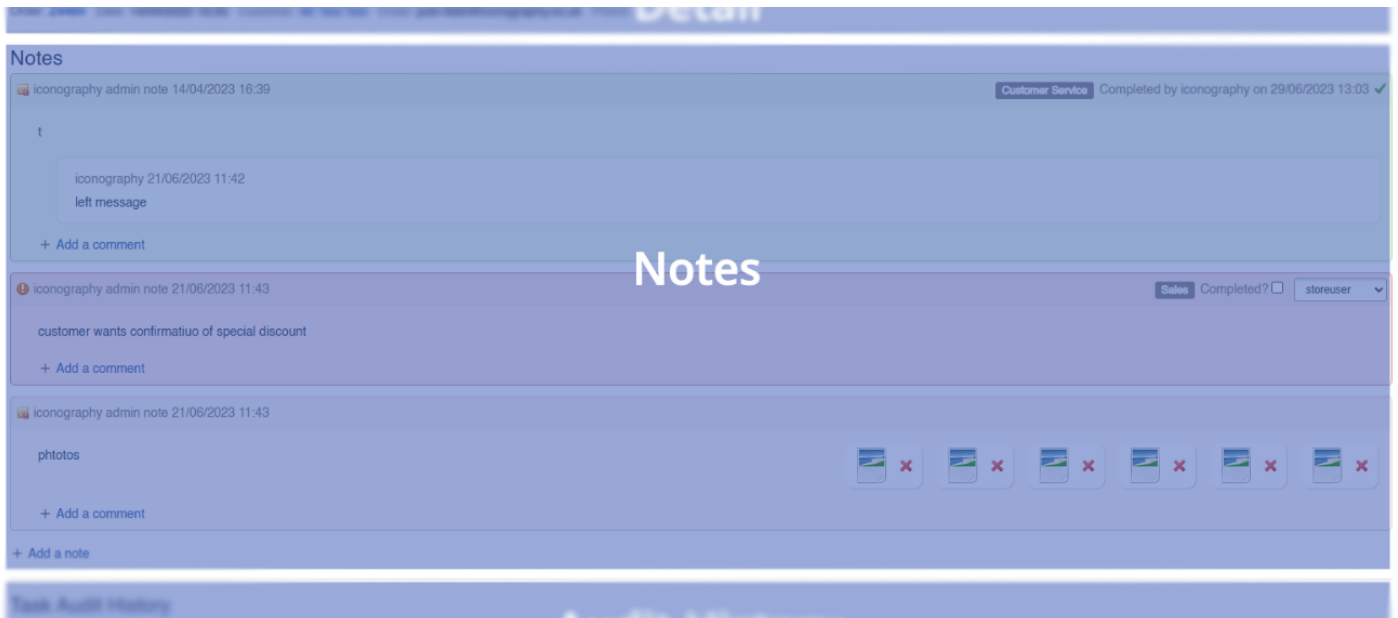 Detail
Notes
iconography admin note 14/04/2023 16:39
Customer Service Completed by iconography on 29/06/2023 13:03
t
iconography 21/06/2023 11:42
left message
+ Add a comment
Notes
iconography admin note 21/06/2023 11:43
Sales Completed? storeuser
customer wants confirmatiuo of special discount
+ Add a comment
iconography admin note 21/06/2023 11:43
phtotos
+ Add a comment
+ Add a note
Task Audit History
Audit History